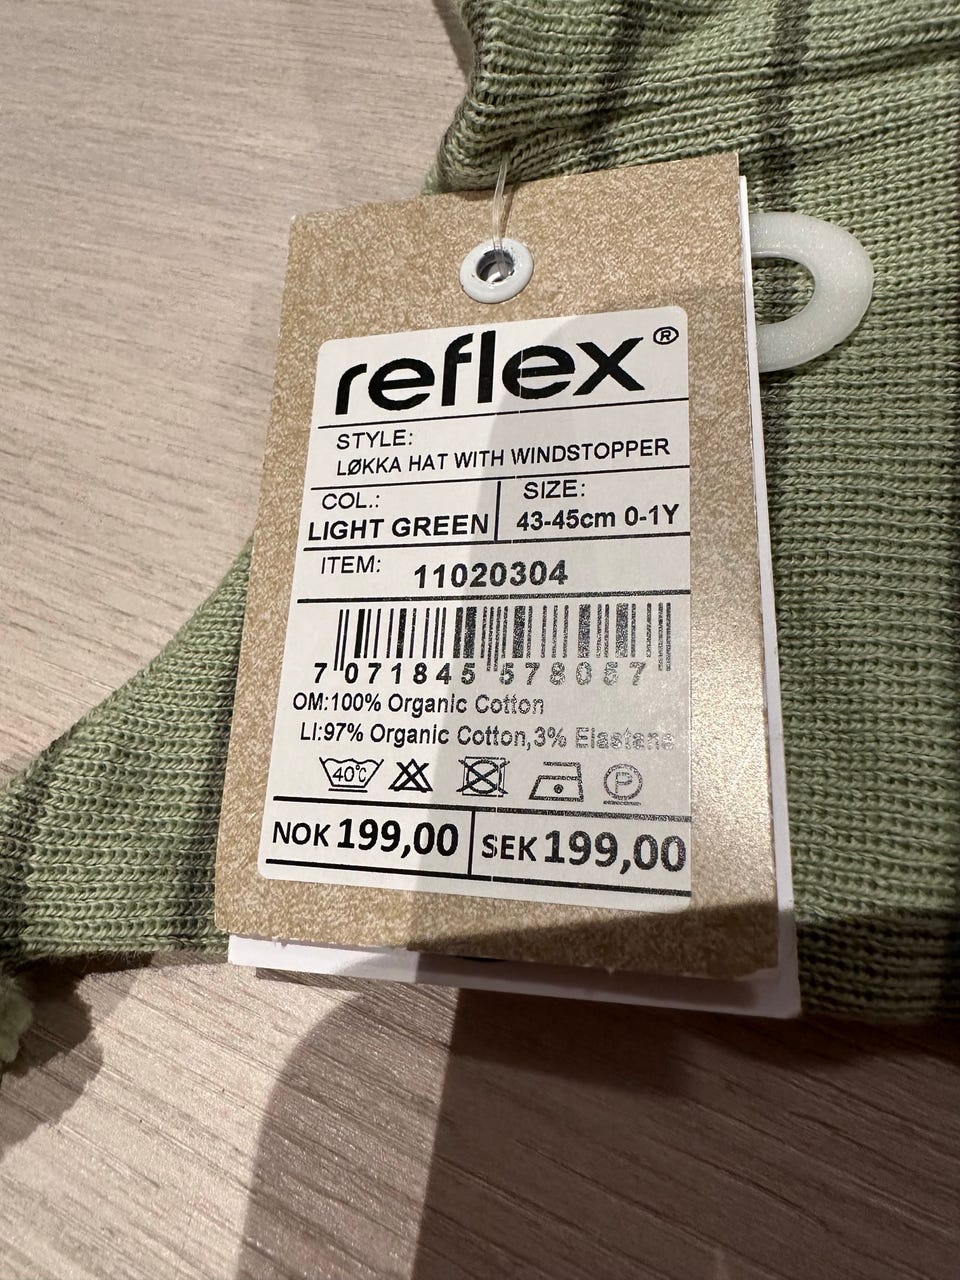 reflex®
STYLE:
LØKKA HAT WITH WINDSTOPPER
COL.: SIZE:
LIGHT GREEN 43-45cm 0-1Y
ITEM: 11020304
7 071845 578057
OM:100% Organic Cotton
LI:97% Organic Cotton,3% Elastane
40°C P
NOK 199,00 SEK 199,00